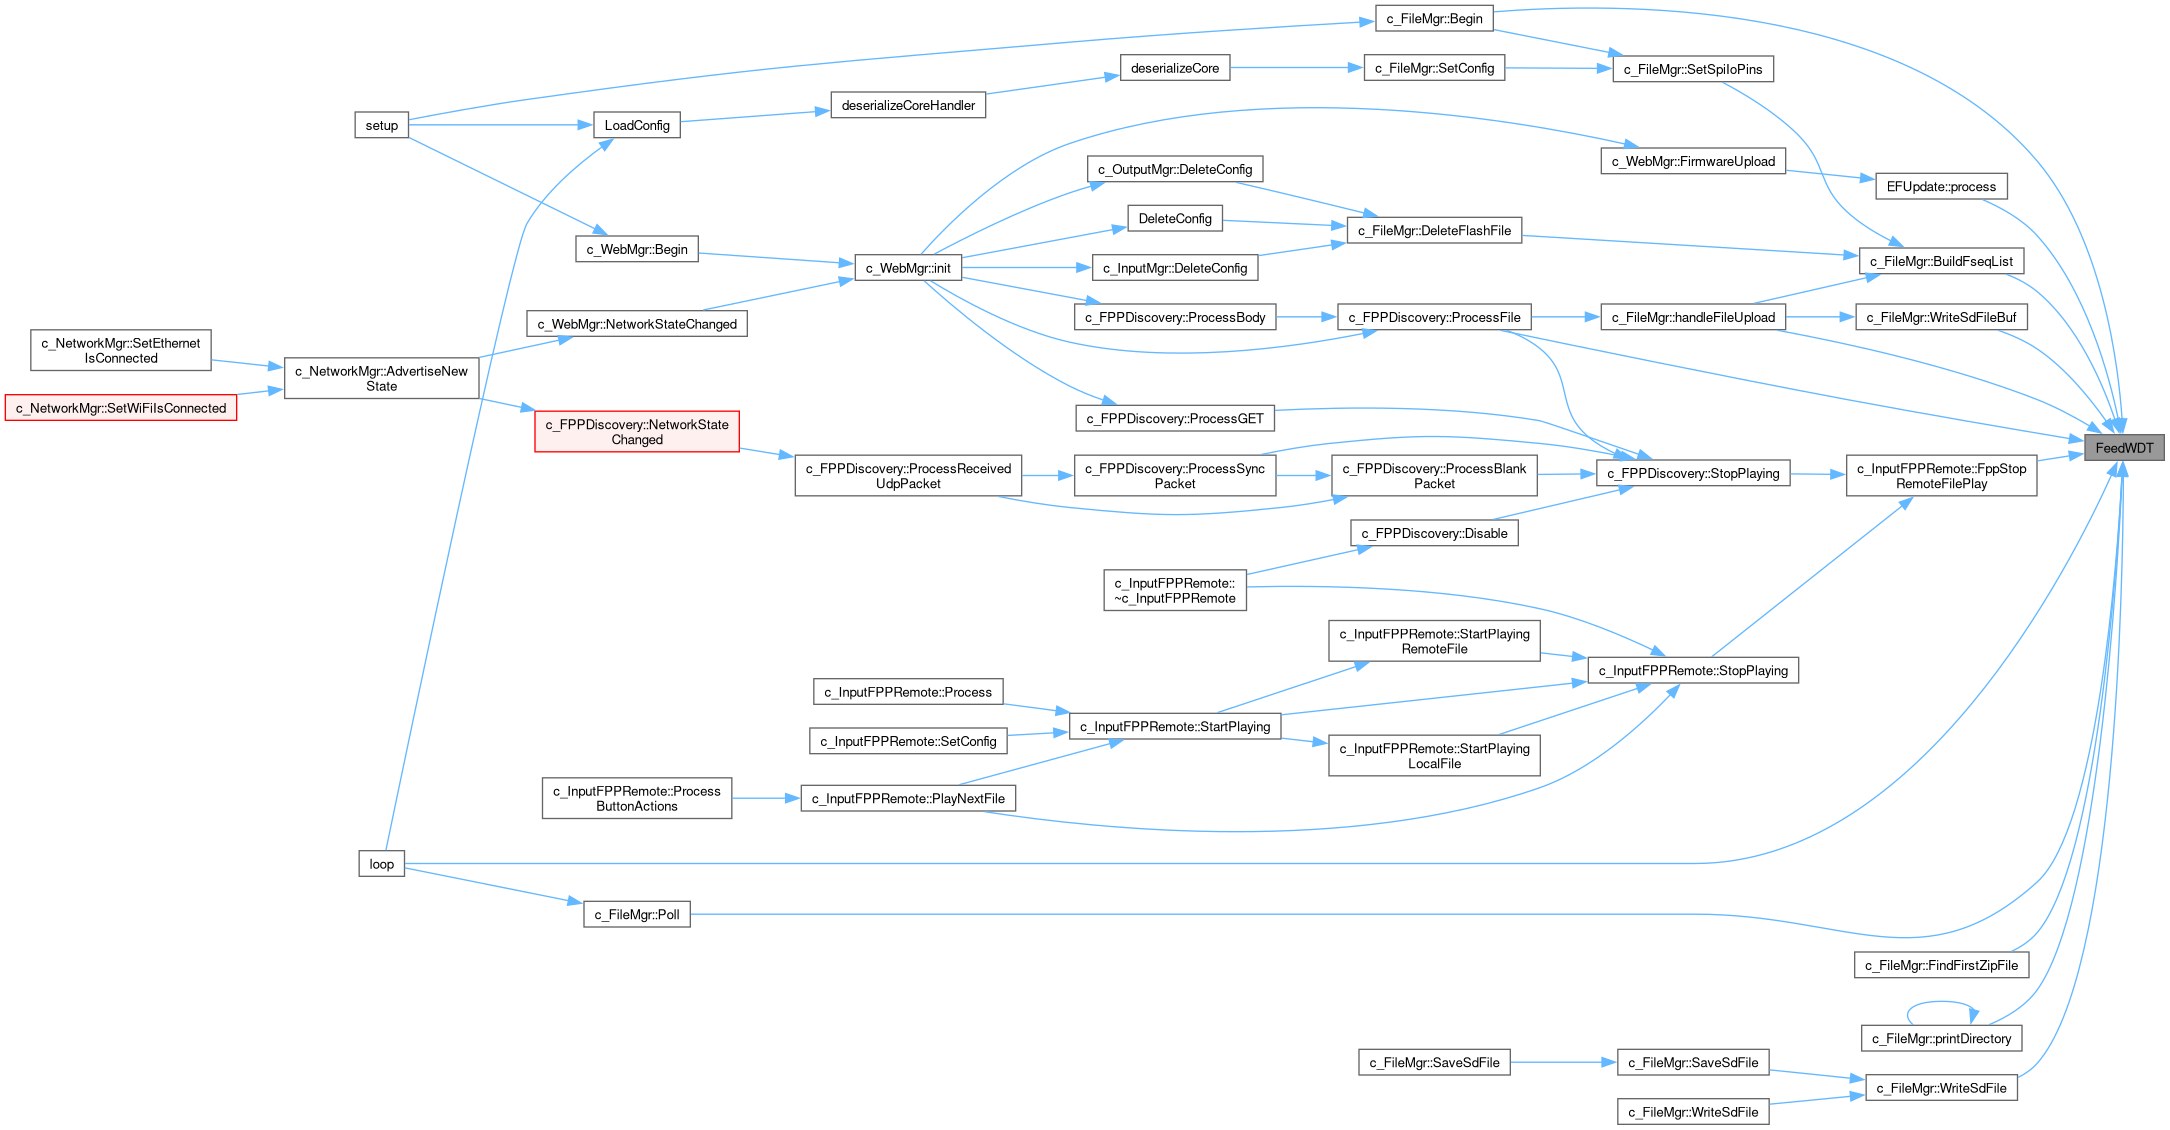 c_FileMgr::Begin
deserializeCore
c_FileMgr::SetConfig
c_FileMgr::SetSpiIoPins
deserializeCoreHandler
setup
LoadConfig
c_WebMgr::FirmwareUpload
c_OutputMgr::DeleteConfig
EFUpdate::process
DeleteConfig
c_FileMgr::DeleteFlashFile
c_WebMgr::Begin
c_WebMgr::init
c_InputMgr::DeleteConfig
c_FileMgr::BuildFseqList
c_WebMgr::NetworkStateChanged
c_FPPDiscovery::ProcessBody
c_FPPDiscovery::ProcessFile
c_FileMgr::handleFileUpload
c_FileMgr::WriteSdFileBuf
c_NetworkMgr::SetEthernet
IsConnected
c_NetworkMgr::AdvertiseNew
State
c_NetworkMgr::SetWiFiIsConnected
c_FPPDiscovery::NetworkState
Changed
c_FPPDiscovery::ProcessGET
FeedWDT
c_FPPDiscovery::ProcessReceived
UdpPacket
c_FPPDiscovery::ProcessSync
Packet
c_FPPDiscovery::ProcessBlank
Packet
c_FPPDiscovery::StopPlaying
c_InputFPPRemote::FppStop
RemoteFilePlay
c_FPPDiscovery::Disable
c_InputFPPRemote::
~c_InputFPPRemote
c_InputFPPRemote::StartPlaying
RemoteFile
c_InputFPPRemote::StopPlaying
c_InputFPPRemote::Process
c_InputFPPRemote::StartPlaying
c_InputFPPRemote::SetConfig
c_InputFPPRemote::StartPlaying
LocalFile
c_InputFPPRemote::Process
ButtonActions
c_InputFPPRemote::PlayNextFile
loop
c_FileMgr::Poll
c_FileMgr::FindFirstZipFile
c_FileMgr::printDirectory
c_FileMgr::SaveSdFile
c_FileMgr::SaveSdFile
c_FileMgr::WriteSdFile
c_FileMgr::WriteSdFile